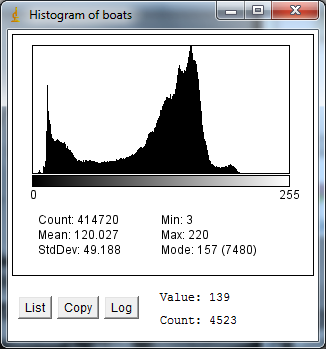 Histogram of boats
0 255
Count: 414720 Min: 3
Mean: 120.027 Max: 220
StdDev: 49.188 Mode: 157 (7480)
List Copy Log
Value: 139
Count: 4523